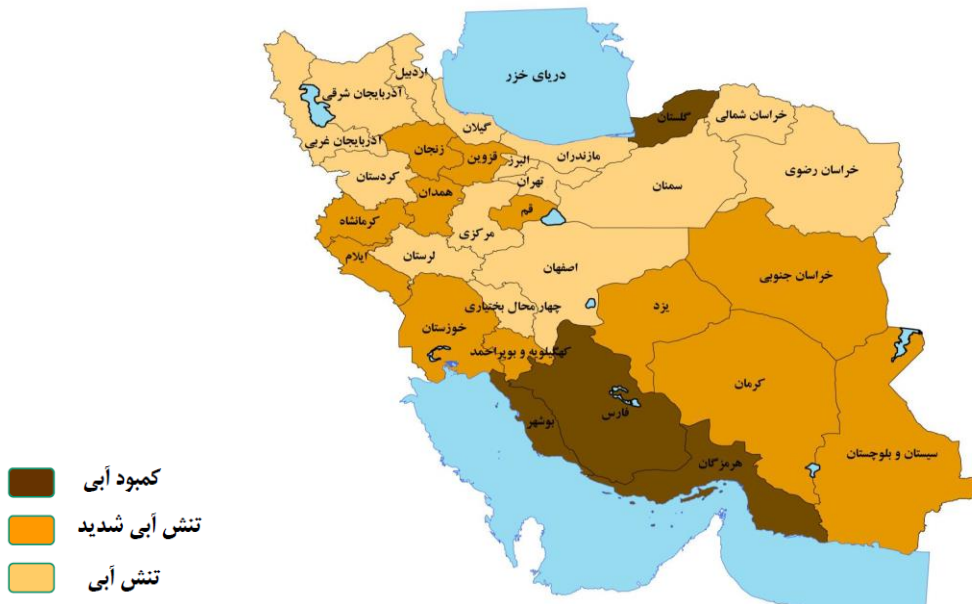 دریای خزر
اردبیل
آذربایجان شرقی
گیلان
گلستان
خراسان شمالی
آذربایجان غربی
زنجان
قزوین
البرز
مازندران
خراسان رضوی
کردستان
همدان
تهران
سمنان
قم
کرمانشاه
مرکزی
ایلام
لرستان
اصفهان
خراسان جنوبی
چهار محال بختیاری
خوزستان
یزد
کهگیلویه و بویراحمد
کرمان
فارس
بوشهر
هرمزگان
سیستان و بلوچستان
کمبود آبی
تنش آبی شدید
تنش آبی